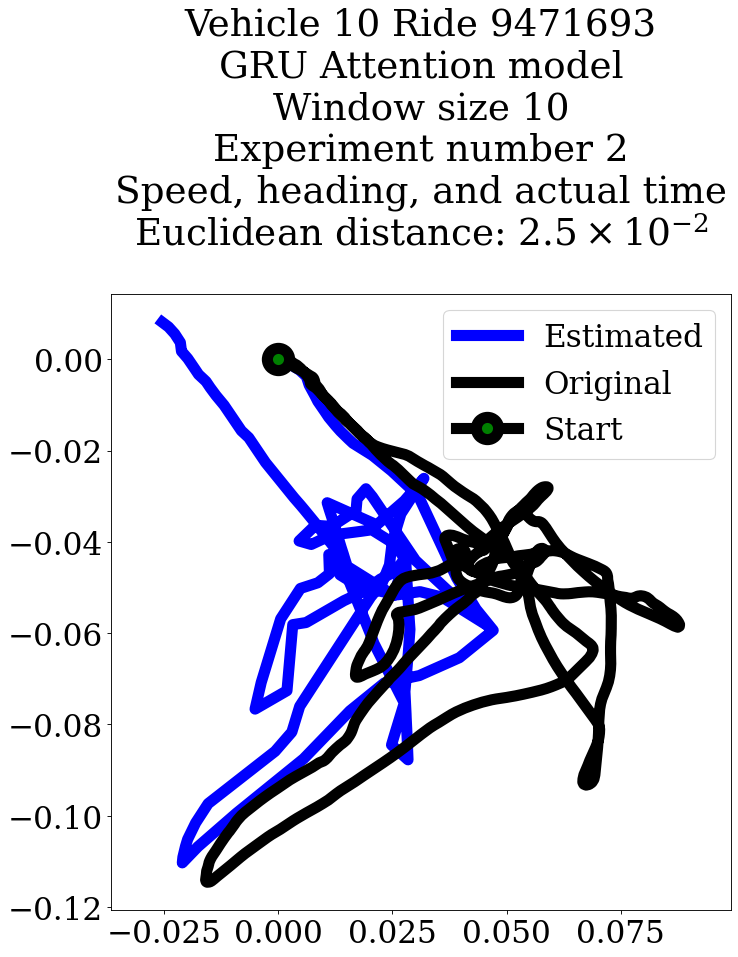 Vehicle 10 Ride 9471693
GRU Attention model
Window size 10
Experiment number 2
Speed, heading, and actual time
Euclidean distance: 2.5 × 10⁻²
Estimated
Original
Start
0.00
−0.02
−0.04
−0.06
−0.08
−0.10
−0.12
−0.025 0.000 0.025 0.050 0.075